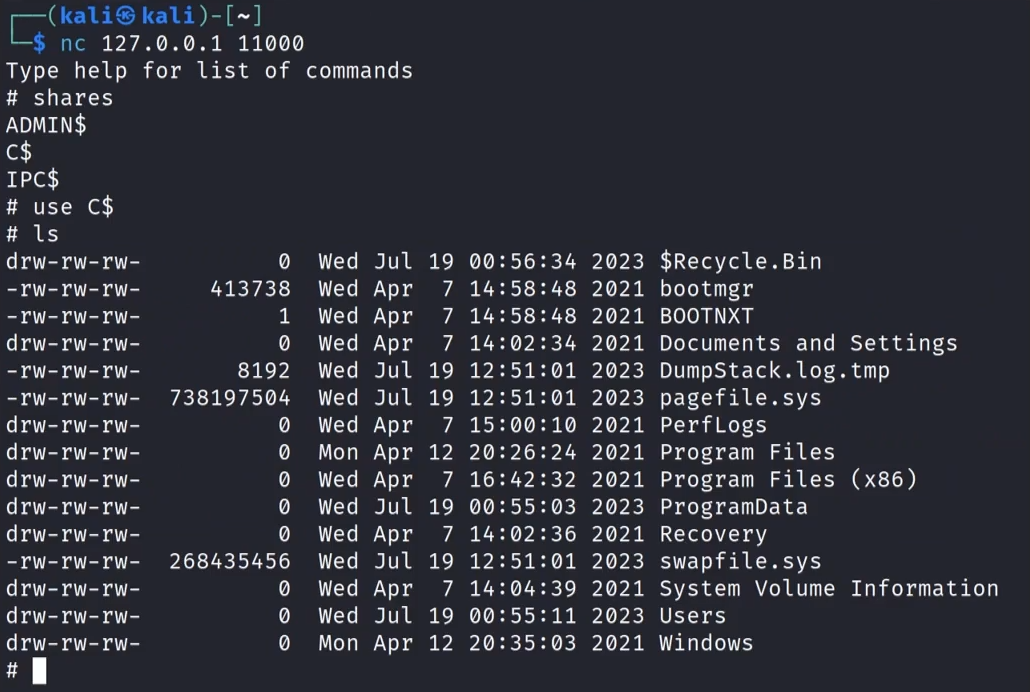 ┌──(kali㉿kali)-[~]
└─$ nc 127.0.0.1 11000
Type help for list of commands
# shares
ADMIN$
C$
IPC$
# use C$
# ls
drw-rw-rw-          0  Wed Jul 19 00:56:34 2023 $Recycle.Bin
-rw-rw-rw-     413738  Wed Apr  7 14:58:48 2021 bootmgr
-rw-rw-rw-          1  Wed Apr  7 14:58:48 2021 BOOTNXT
drw-rw-rw-          0  Wed Apr  7 14:02:34 2021 Documents and Settings
-rw-rw-rw-       8192  Wed Jul 19 12:51:01 2023 DumpStack.log.tmp
-rw-rw-rw-  738197504  Wed Jul 19 12:51:01 2023 pagefile.sys
drw-rw-rw-          0  Wed Apr  7 15:00:10 2021 PerfLogs
drw-rw-rw-          0  Mon Apr 12 20:26:24 2021 Program Files
drw-rw-rw-          0  Wed Apr  7 16:42:32 2021 Program Files (x86)
drw-rw-rw-          0  Wed Jul 19 00:55:03 2023 ProgramData
drw-rw-rw-          0  Wed Apr  7 14:02:36 2021 Recovery
-rw-rw-rw-  268435456  Wed Jul 19 12:51:01 2023 swapfile.sys
drw-rw-rw-          0  Wed Apr  7 14:04:39 2021 System Volume Information
drw-rw-rw-          0  Wed Jul 19 00:55:11 2023 Users
drw-rw-rw-          0  Mon Apr 12 20:35:03 2021 Windows
#